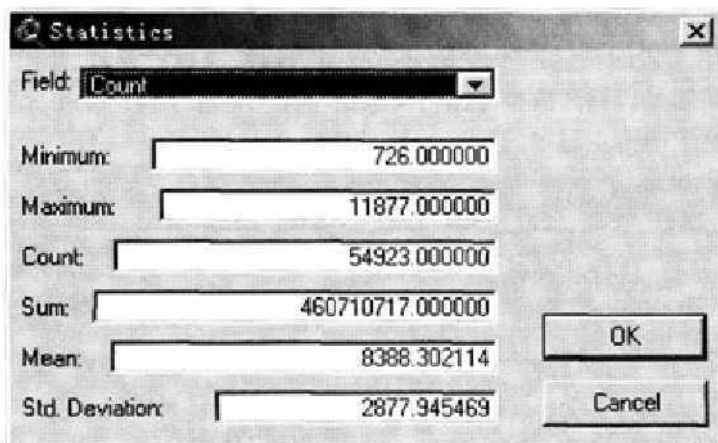 Statistics
Field: Count
Minimum: 726.000000
Maximum: 11877.000000
Count: 54923.000000
Sum: 460710717.000000
Mean: 8388.302114
Std. Deviation: 2877.945469
OK
Cancel